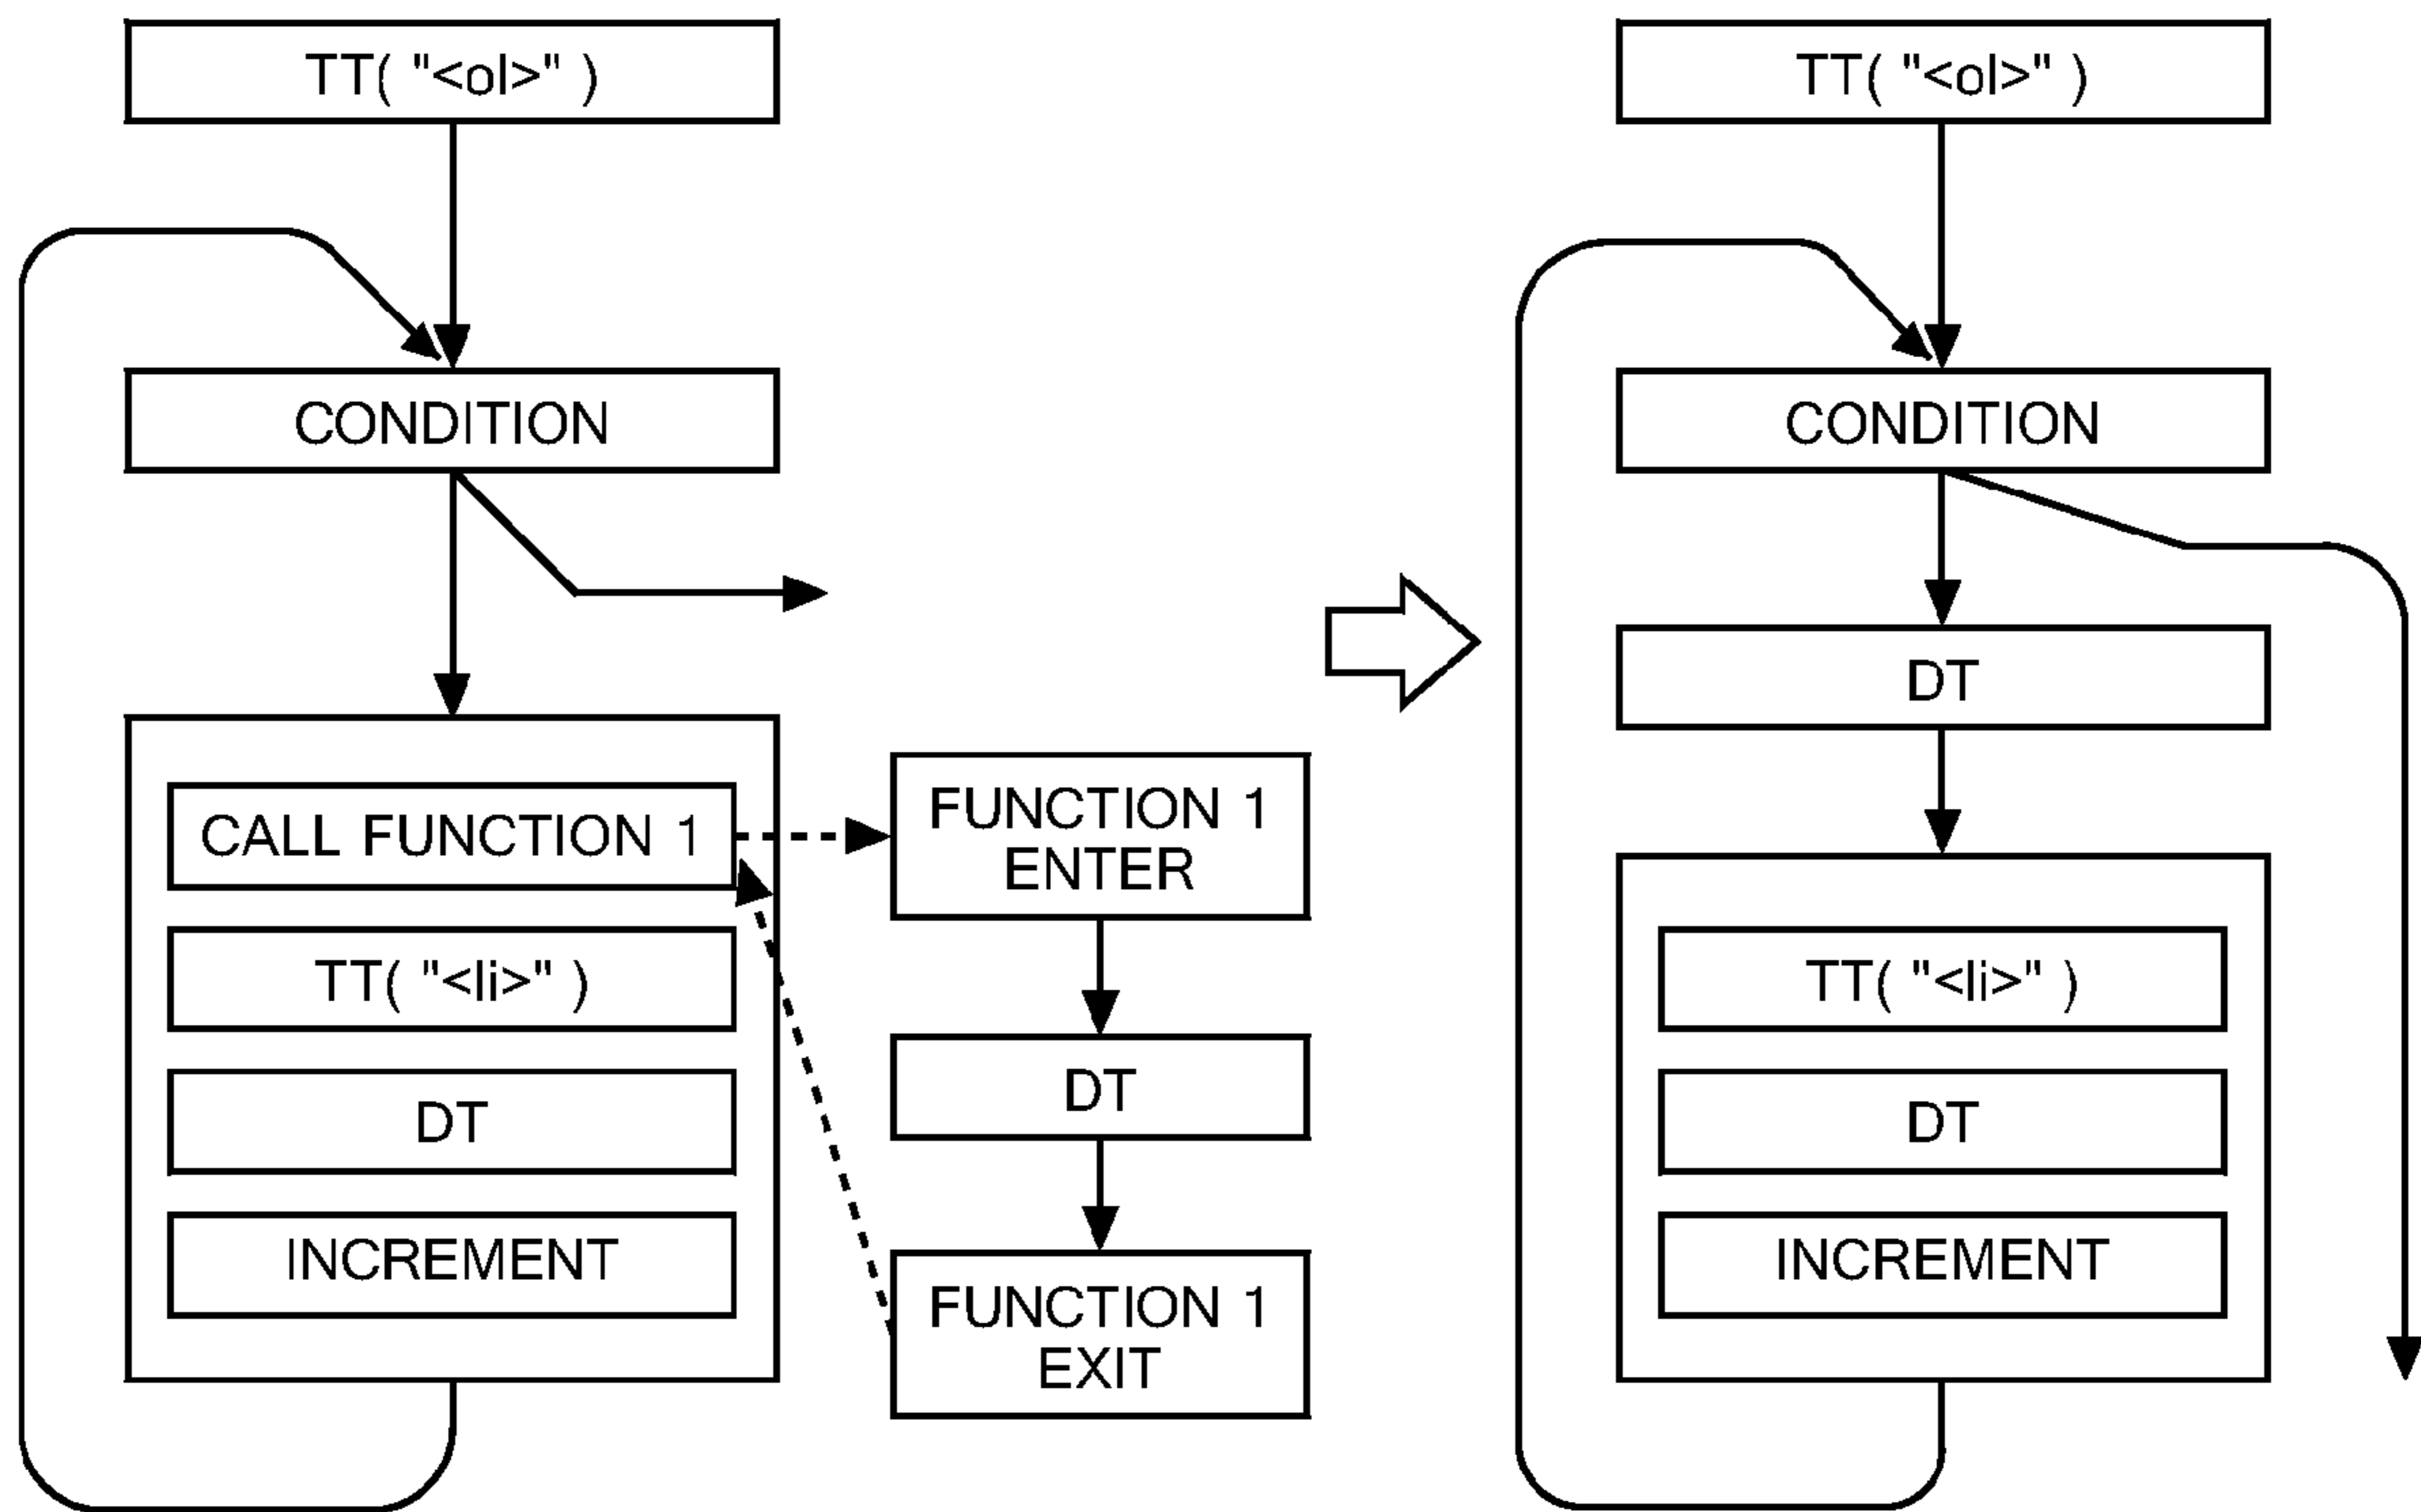 TT( "<ol>" )
CONDITION
CALL FUNCTION 1
TT( "<li>" )
DT
INCREMENT
FUNCTION 1
ENTER
DT
FUNCTION 1
EXIT
TT( "<ol>" )
CONDITION
DT
TT( "<li>" )
DT
INCREMENT